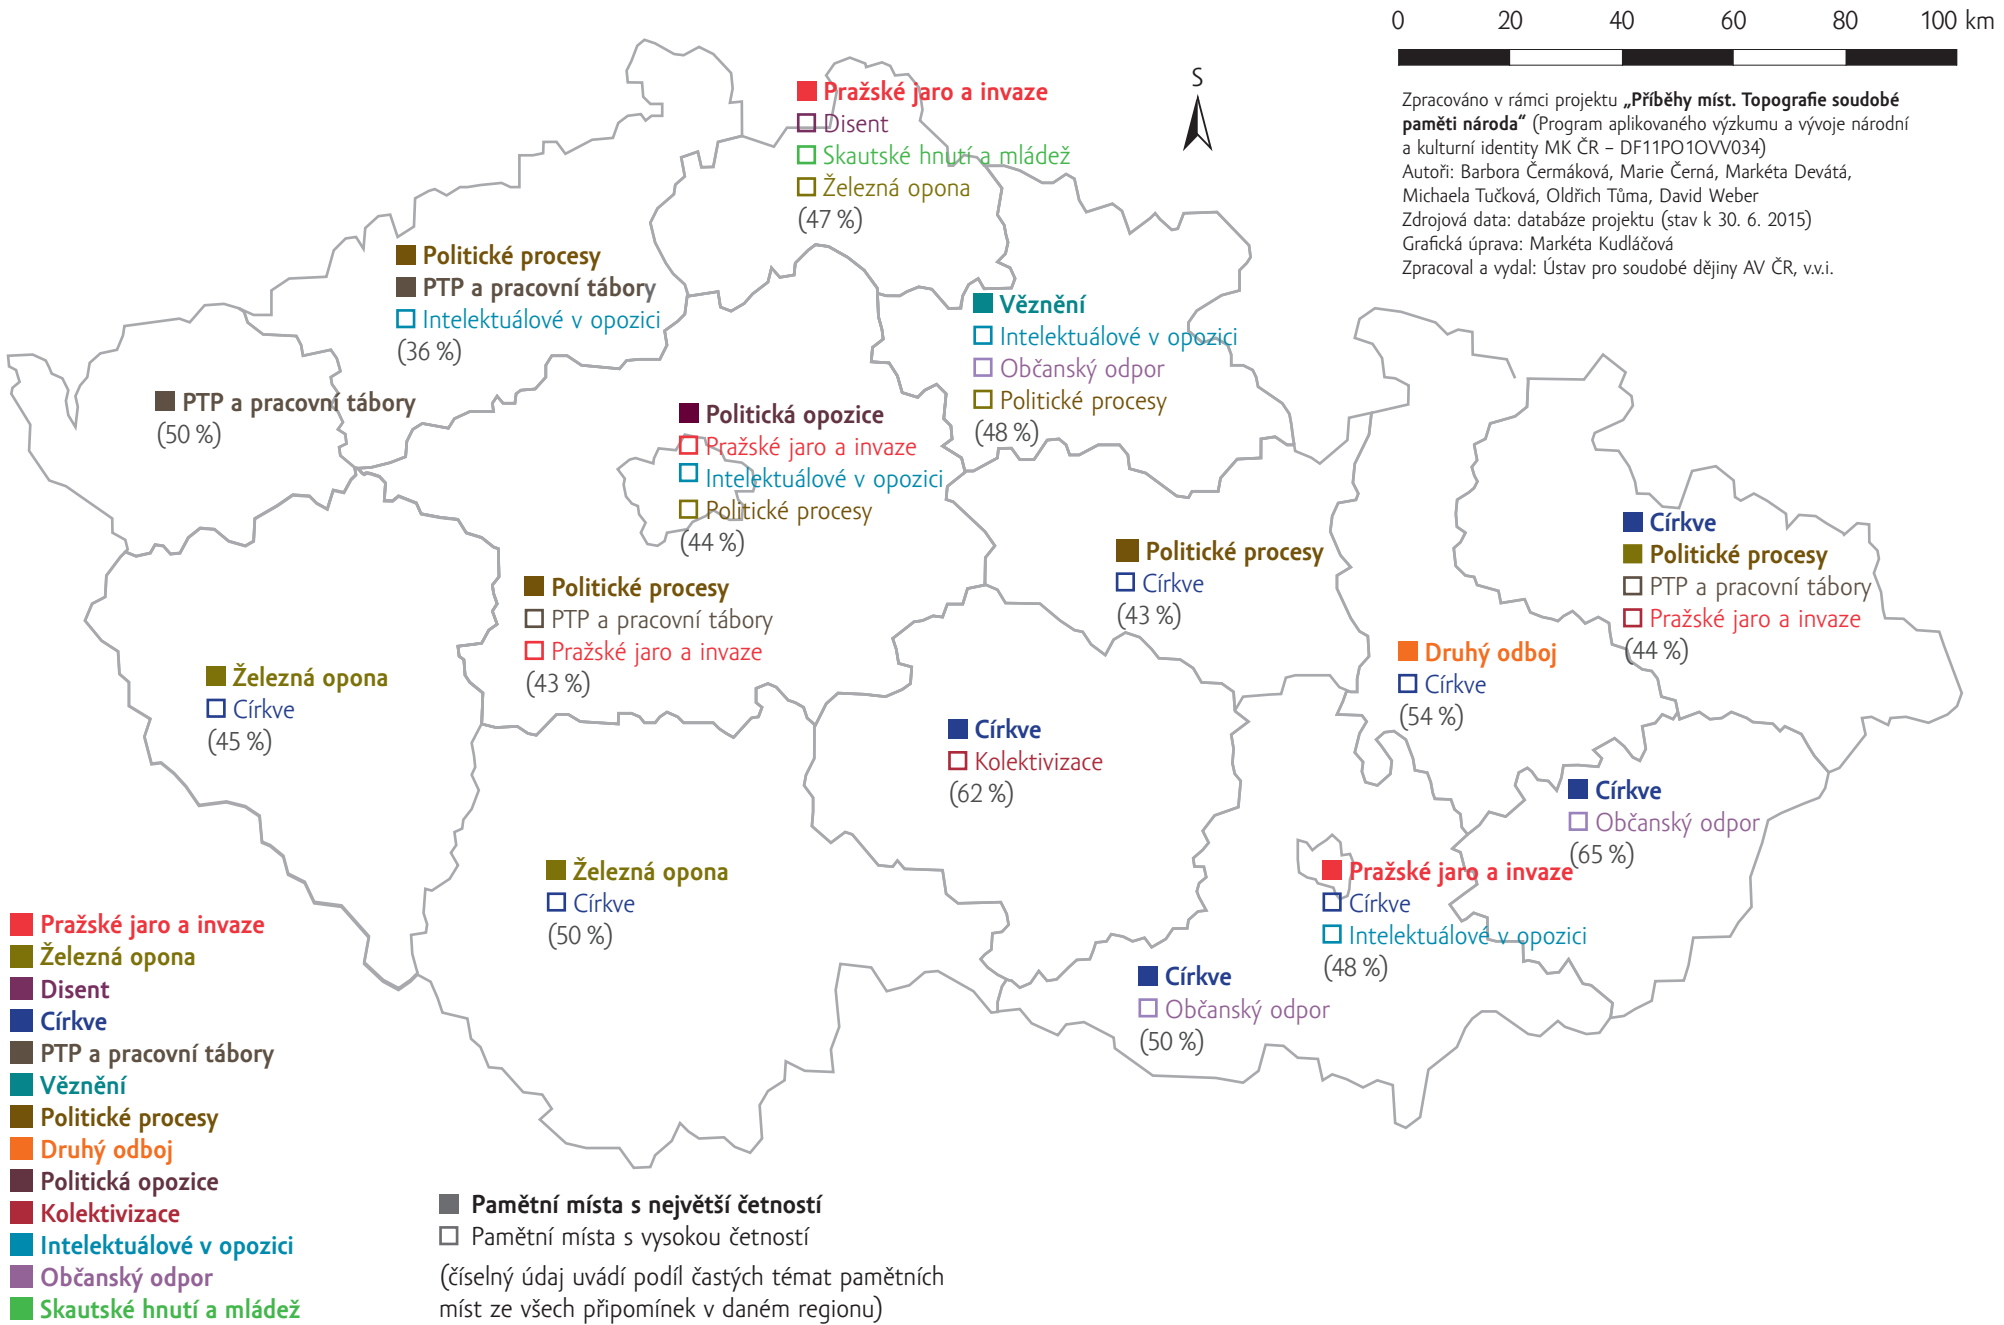 0 20 40 60 80 100 km
Zpracováno v rámci projektu „Příběhy míst. Topografie soudobé
paměti národa“ (Program aplikovaného výzkumu a vývoje národní
a kulturní identity MK ČR – DF11PO1OVV034)
Autoři: Barbora Čermáková, Marie Černá, Markéta Devátá,
Michaela Tučková, Oldřich Tůma, David Weber
Zdrojová data: databáze projektu (stav k 30. 6. 2015)
Grafická úprava: Markéta Kudláčová
Zpracoval a vydal: Ústav pro soudobé dějiny AV ČR, v.v.i.
S
Pražské jaro a invaze
Disent
Skautské hnutí a mládež
Železná opona
(47 %)
Politické procesy
PTP a pracovní tábory
Intelektuálové v opozici
(36 %)
Věznění
Intelektuálové v opozici
Občanský odpor
Politické procesy
(48 %)
PTP a pracovní tábory
(50 %)
Politická opozice
Pražské jaro a invaze
Intelektuálové v opozici
Politické procesy
(44 %)
Politické procesy
Církve
(43 %)
Církve
Politické procesy
PTP a pracovní tábory
Pražské jaro a invaze
(44 %)
Politické procesy
PTP a pracovní tábory
Pražské jaro a invaze
(43 %)
Druhý odboj
Církve
(54 %)
Železná opona
Církve
(45 %)
Církve
Kolektivizace
(62 %)
Církve
Občanský odpor
(65 %)
Železná opona
Církve
(50 %)
Pražské jaro a invaze
Církve
Intelektuálové v opozici
(48 %)
Církve
Občanský odpor
(50 %)
Pražské jaro a invaze
Železná opona
Disent
Církve
PTP a pracovní tábory
Věznění
Politické procesy
Druhý odboj
Politická opozice
Kolektivizace
Intelektuálové v opozici
Občanský odpor
Skautské hnutí a mládež
Pamětní místa s největší četností
Pamětní místa s vysokou četností
(číselný údaj uvádí podíl častých témat pamětních
míst ze všech připomínek v daném regionu)